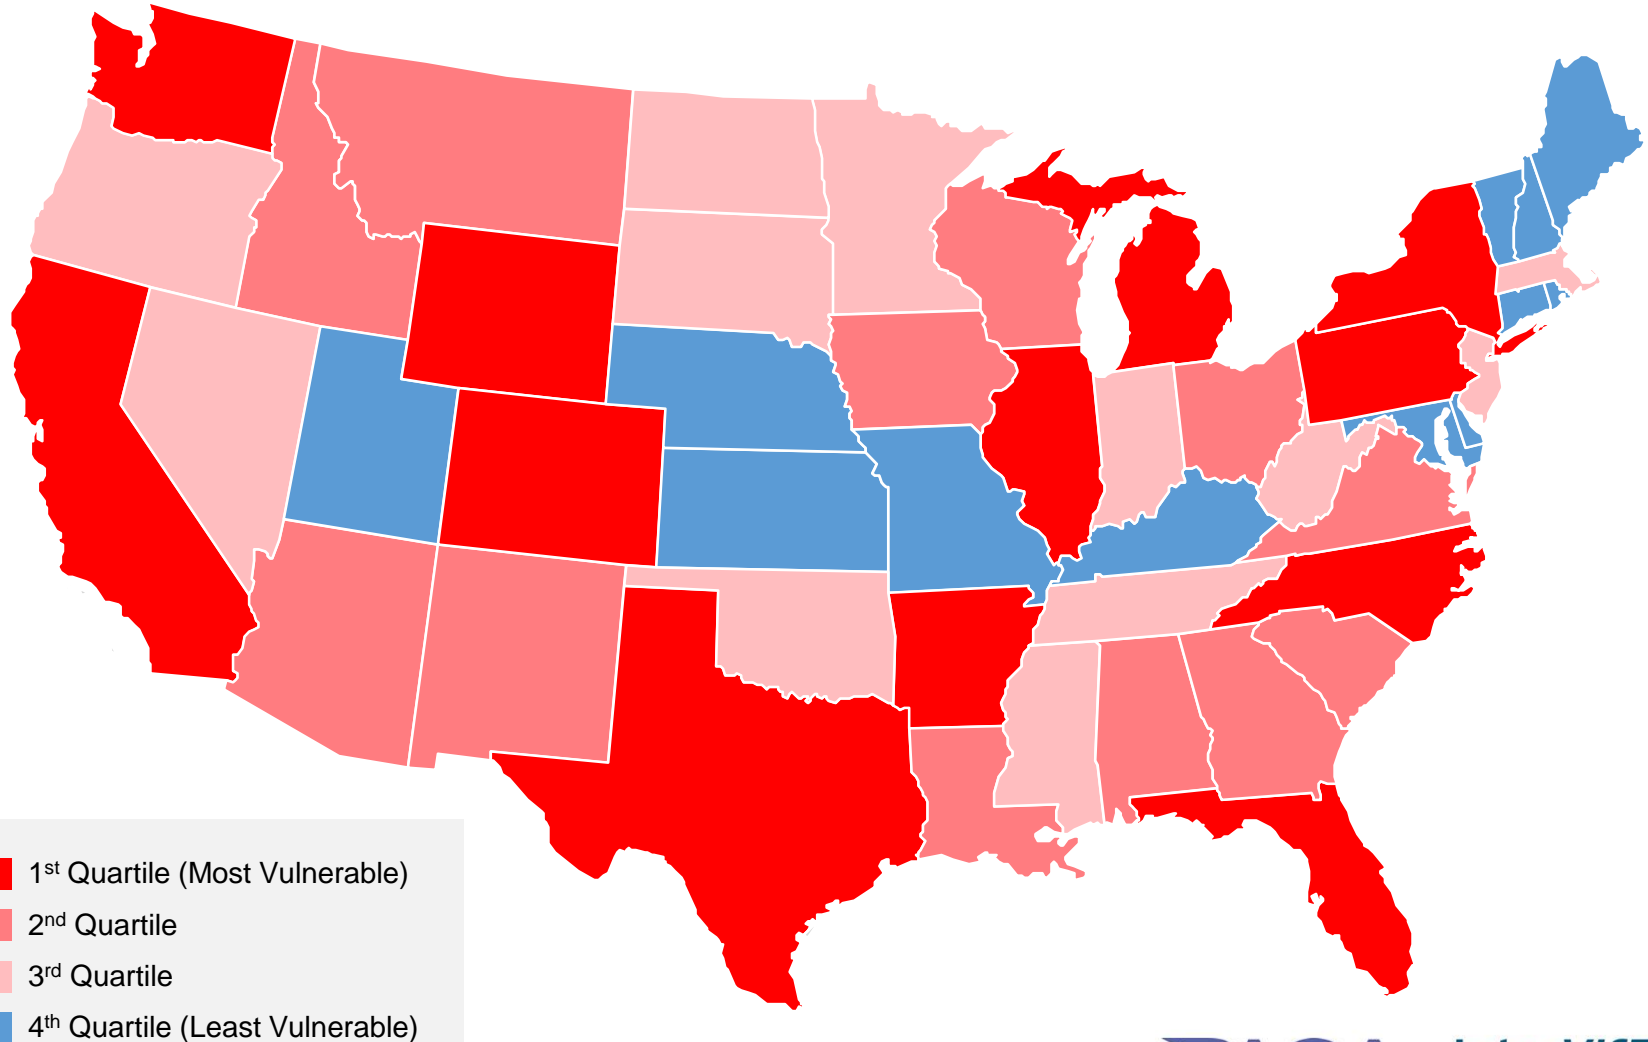 1st Quartile (Most Vulnerable)
2nd Quartile
3rd Quartile
4th Quartile (Least Vulnerable)